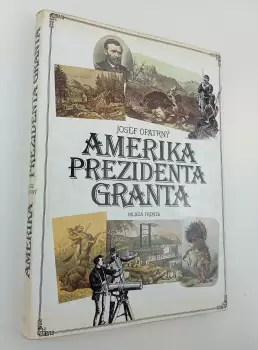 JOSEF OPATRNÝ
AMERIKA
PREZIDENTA
GRANTA
MLADÁ FRONTA
AMERIKA PREZIDENTA GRANTA